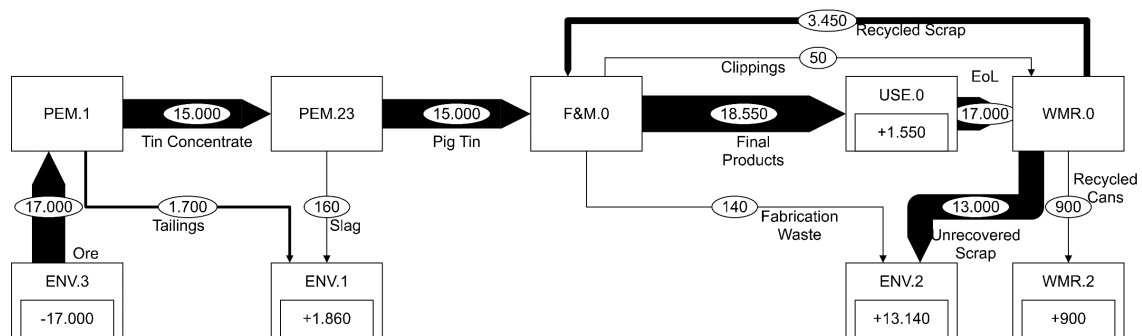 3.450
Recycled Scrap
50
Clippings
EoL
PEM.1
15.000
Tin Concentrate
PEM.23
15.000
Pig Tin
F&M.0
18.550
Final
Products
USE.0
+1.550
17.000
WMR.0
17.000
Ore
1.700
Tailings
160
Slag
140
Fabrication
Waste
13.000
Unrecovered
Scrap
900
Recycled
Cans
ENV.3
-17.000
ENV.1
+1.860
ENV.2
+13.140
WMR.2
+900